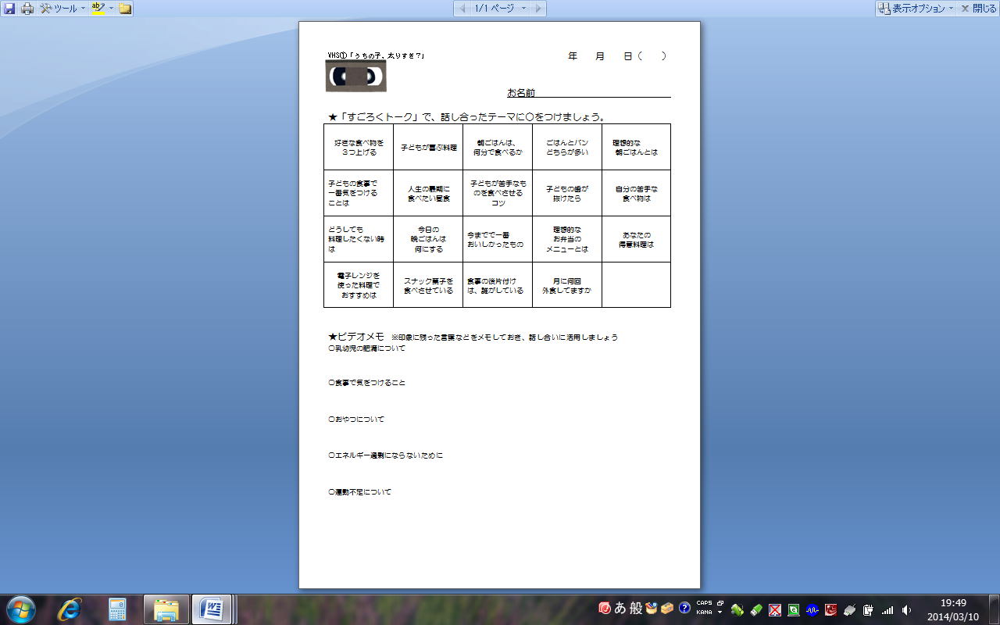 ツール
ab
1/1 ページ
表示オプション
閉じる
VHS①「うちの子、太りすぎ?」
年 月 日( )
お名前
★「すごろくトーク」で、話し合ったテーマに〇をつけましょう。
好きな食べ物を
３つ上げる
子どもが喜ぶ料理
朝ごはんは、
何分で食べるか
ごはんとパン
どちらが多い
理想的な
朝ごはんとは
子どもの食事で
一番気をつける
ことは
人生の最期に
食べたい昼食
子どもが苦手なも
のを食べさせる
コツ
子どもの歯が
抜けたら
自分の苦手な
食べ物は
どうしても
料理したくない時
は
今日の
晩ごはんは
何にする
今までで一番
おいしかったもの
理想的な
お弁当の
メニューとは
あなたの
得意料理は
電子レンジを
使った料理で
おすすめは
スナック菓子を
食べさせている
食事の後片付け
は、誰がしている
月に何回
外食してますか
★ビデオメモ ※印象に残った言葉などをメモしておき、話し合いに活用しましょう
〇乳幼児の肥満について
〇食事で気をつけること
〇おやつについて
〇エネルギー過剰にならないために
〇運動不足について
あ 般
CAPS
KANA
19:49
2014/03/10